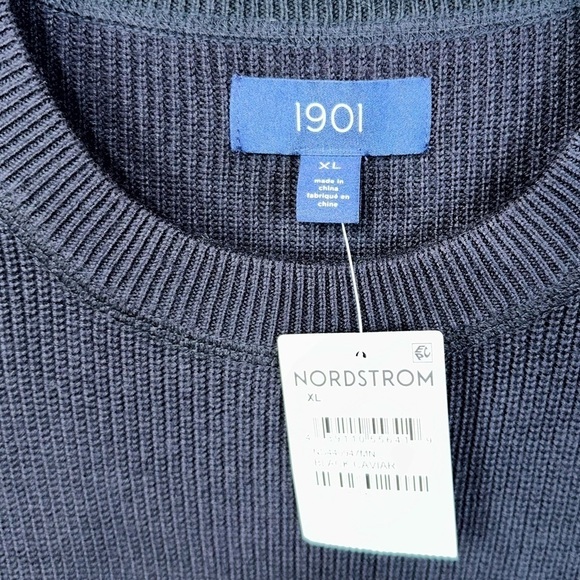 1901
XL
made in
china
fabriqué en
chine
NORDSTROM
XL
BLACK CAVIAR